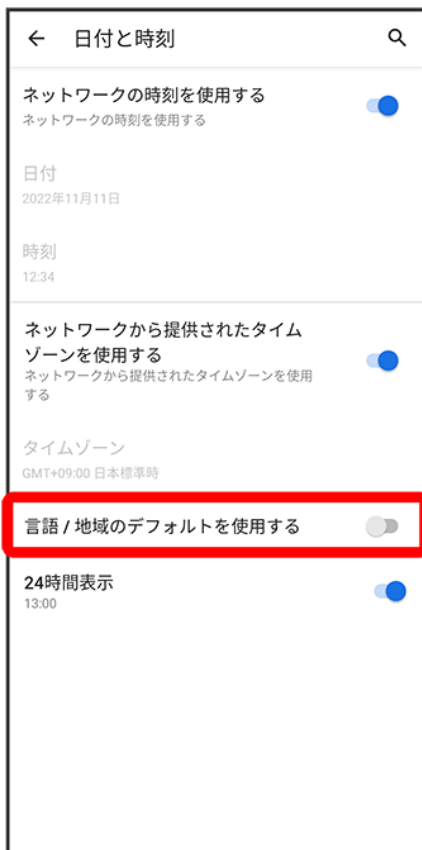 日付と時刻
ネットワークの時刻を使用する
ネットワークの時刻を使用する
日付
2022年11月11日
時刻
12:34
ネットワークから提供されたタイム
ゾーンを使用する
ネットワークから提供されたタイムゾーンを使用
する
タイムゾーン
GMT+09:00 日本標準時
言語 / 地域のデフォルトを使用する
24時間表示
13:00